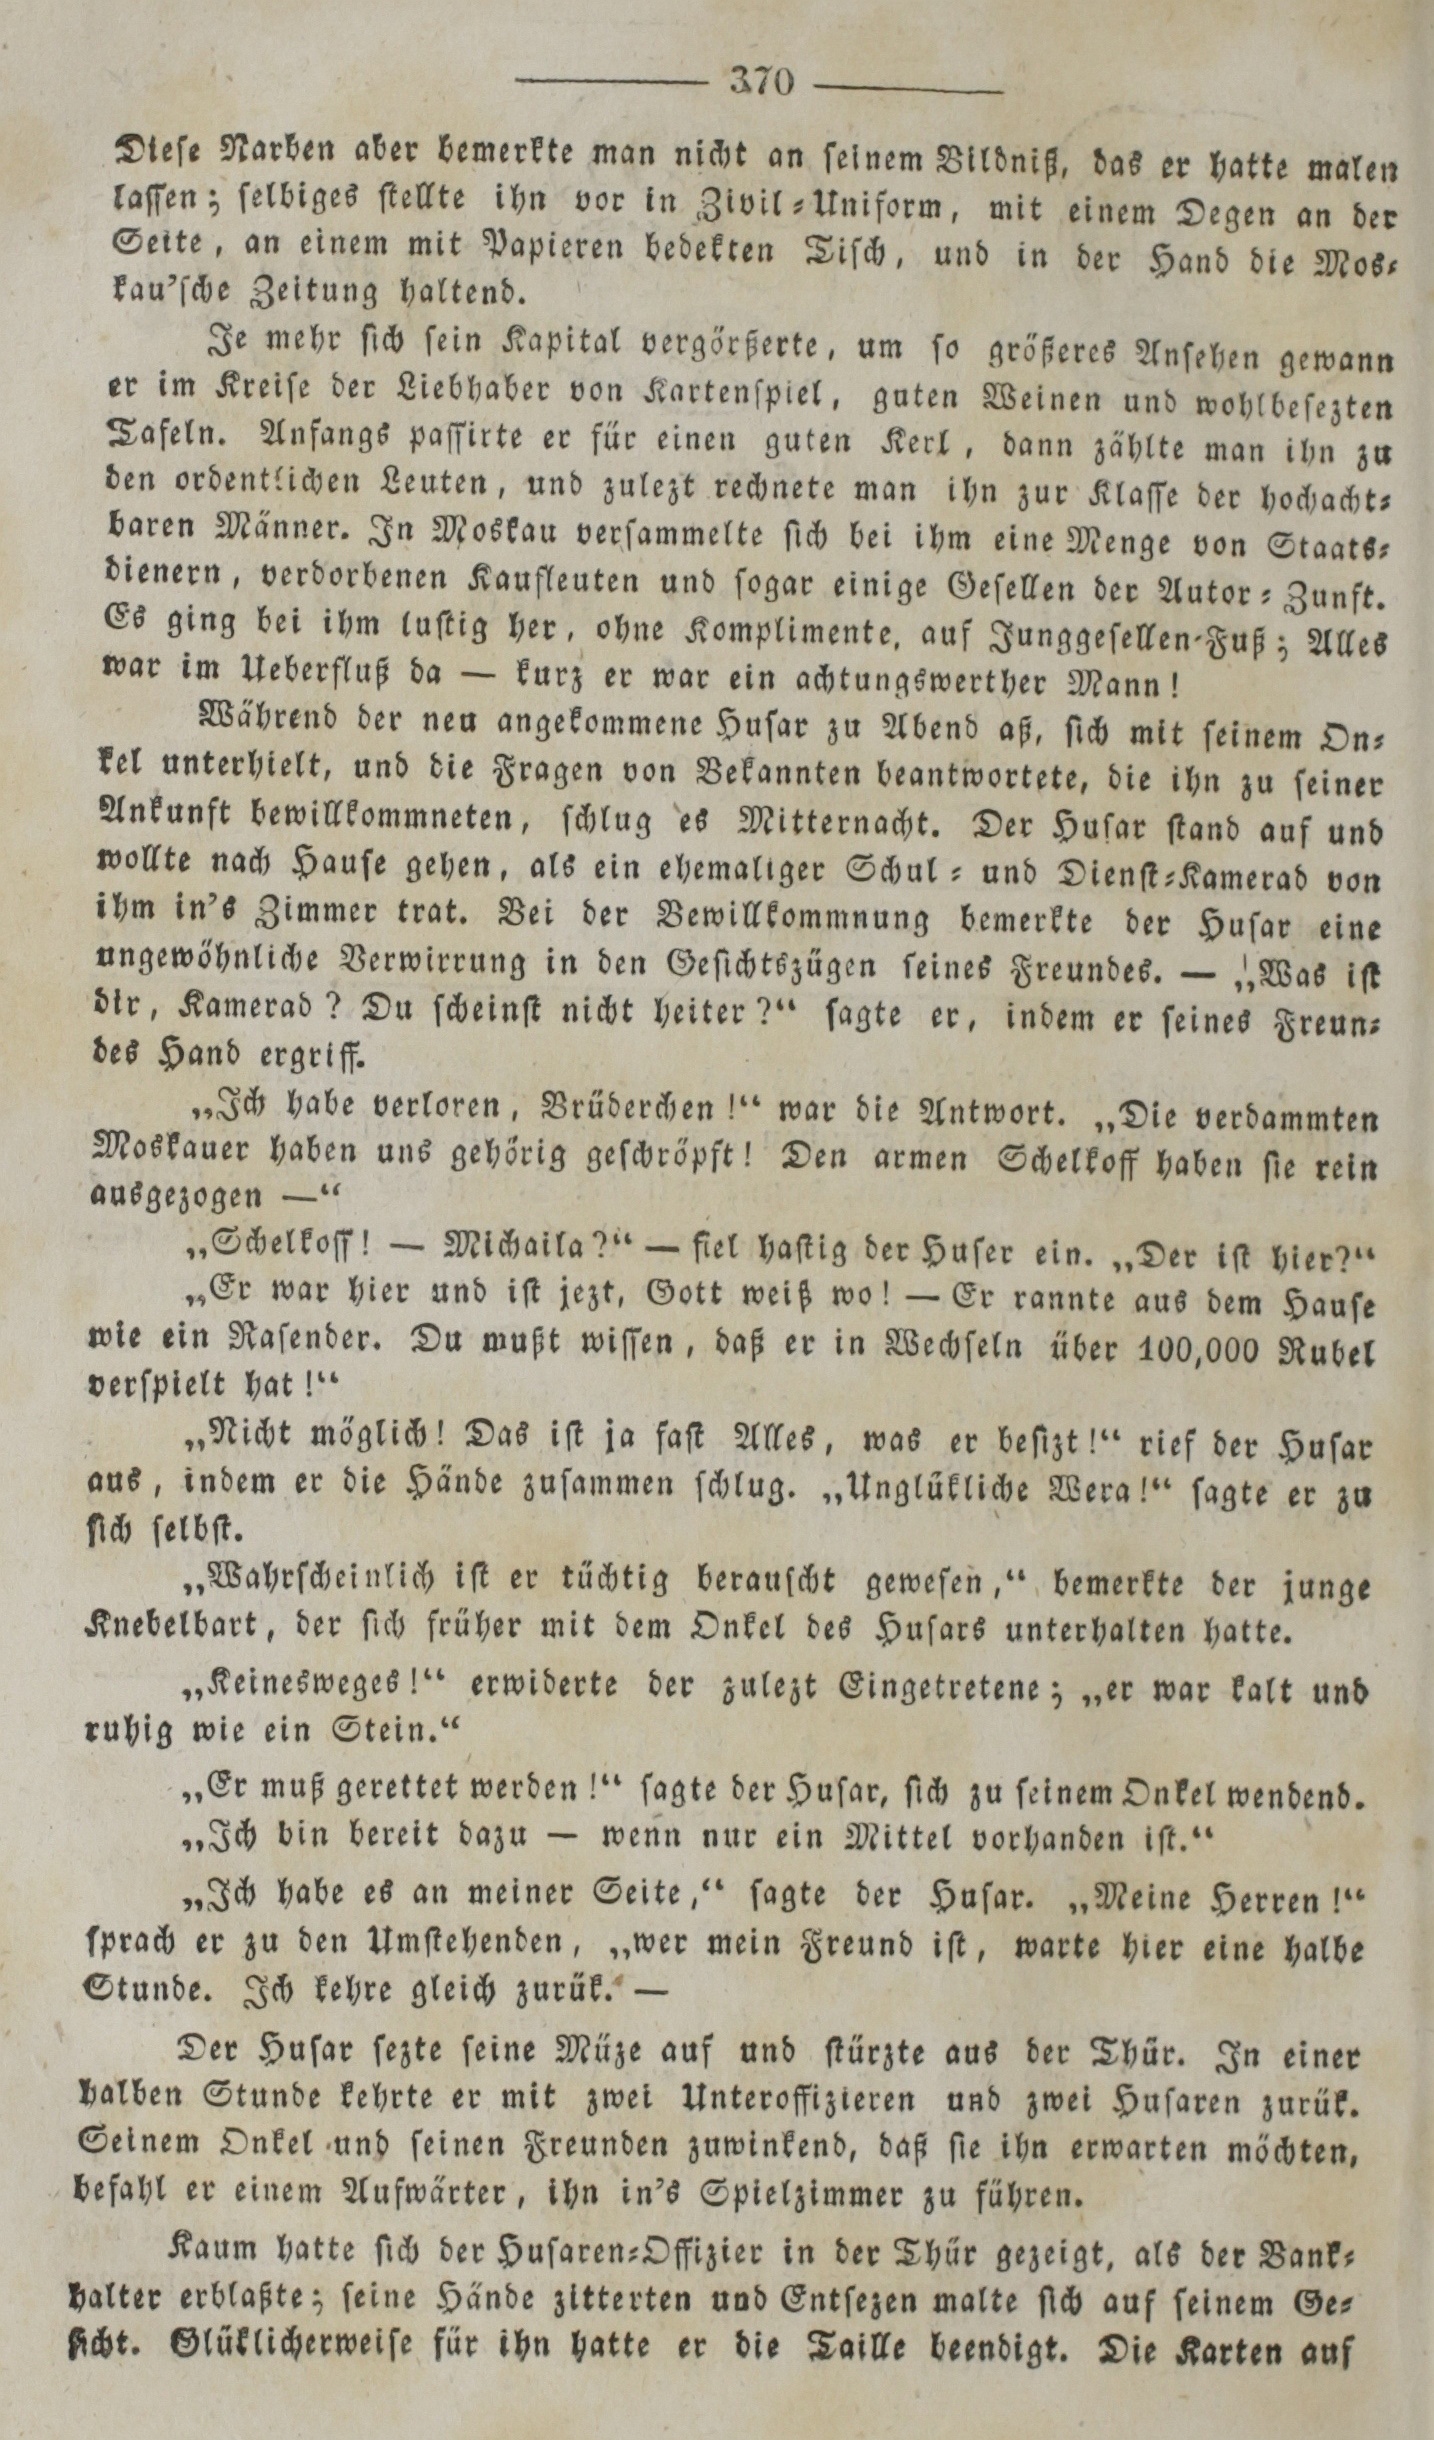 370
Diese Narben aber bemerkte man nicht an seinem Bildniß, das er hatte malen
lassen; selbiges stellte ihn vor in Zivil-Uniform, mit einem Degen an der
Seite, an einem mit Papieren bedekten Tisch, und in der Hand die Mos-
kau'sche Zeitung haltend.
Je mehr sich sein Kapital vergörßerte, um so größeres Ansehen gewann
er im Kreise der Liebhaber von Kartenspiel, guten Weinen und wohlbesezten
Tafeln. Anfangs passirte er für einen guten Kerl, dann zählte man ihn zu
den ordentlichen Leuten, und zulezt rechnete man ihn zur Klasse der hochacht-
baren Männer. In Moskau versammelte sich bei ihm eine Menge von Staats-
dienern, verdorbenen Kaufleuten und sogar einige Gesellen der Autor-Zunft.
Es ging bei ihm lustig her, ohne Komplimente, auf Junggesellen-Fuß; Alles
war im Ueberfluß da — kurz er war ein achtungswerther Mann!
Während der neu angekommene Husar zu Abend aß, sich mit seinem On-
kel unterhielt, und die Fragen von Bekannten beantwortete, die ihn zu seiner
Ankunft bewillkommneten, schlug es Mitternacht. Der Husar stand auf und
wollte nach Hause gehen, als ein ehemaliger Schul- und Dienst-Kamerad von
ihm in's Zimmer trat. Bei der Bewillkommnung bemerkte der Husar eine
ungewöhnliche Verwirrung in den Gesichtszügen seines Freundes. — „Was ist
dir, Kamerad? Du scheinst nicht heiter?“ sagte er, indem er seines Freun-
des Hand ergriff.
„Ich habe verloren, Brüderchen!“ war die Antwort. „Die verdammten
Moskauer haben uns gehörig geschröpft! Den armen Schelkoff haben sie rein
ausgezogen —“
„Schelkoff! — Michaila?“ — fiel hastig der Huser ein. „Der ist hier?“
„Er war hier und ist jezt, Gott weiß wo! — Er rannte aus dem Hause
wie ein Rasender. Du mußt wissen, daß er in Wechseln über 100,000 Rubel
verspielt hat!“
„Nicht möglich! Das ist ja fast Alles, was er besizt!“ rief der Husar
aus, indem er die Hände zusammen schlug. „Unglükliche Wera!“ sagte er zu
sich selbst.
„Wahrscheinlich ist er tüchtig berauscht gewesen,“ bemerkte der junge
Knebelbart, der sich früher mit dem Onkel des Husars unterhalten hatte.
„Keinesweges!“ erwiderte der zulezt Eingetretene; „er war kalt und
ruhig wie ein Stein.“
„Er muß gerettet werden!“ sagte der Husar, sich zu seinem Onkel wendend.
„Ich bin bereit dazu — wenn nur ein Mittel vorhanden ist.“
„Ich habe es an meiner Seite,“ sagte der Husar. „Meine Herren!“
sprach er zu den Umstehenden, „wer mein Freund ist, warte hier eine halbe
Stunde. Ich kehre gleich zurük.“ —
Der Husar sezte seine Müze auf und stürzte aus der Thür. In einer
halben Stunde kehrte er mit zwei Unteroffizieren und zwei Husaren zurük.
Seinem Onkel und seinen Freunden zuwinkend, daß sie ihn erwarten möchten,
befahl er einem Aufwärter, ihn in's Spielzimmer zu führen.
Kaum hatte sich der Husaren-Offizier in der Thür gezeigt, als der Bank-
halter erblaßte; seine Hände zitterten und Entsezen malte sich auf seinem Ge-
sicht. Glüklicherweise für ihn hatte er die Taille beendigt. Die Karten auf